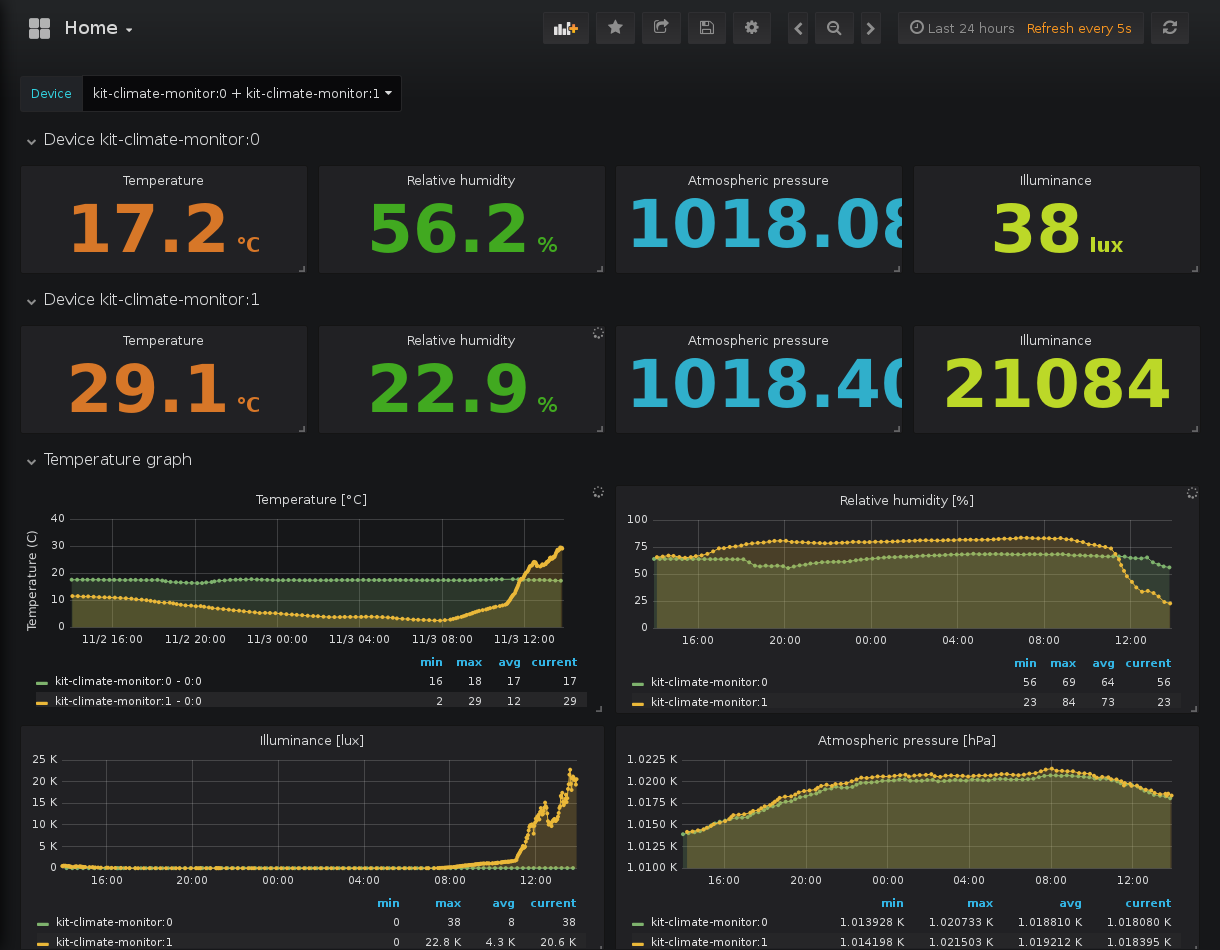 Home
Last 24 hours Refresh every 5s
Device kit-climate-monitor:0 + kit-climate-monitor:1
Device kit-climate-monitor:0
Temperature Relative humidity Atmospheric pressure Illuminance
17.2 °C 56.2 % 1018.08 38 lux
Device kit-climate-monitor:1
Temperature Relative humidity Atmospheric pressure Illuminance
29.1 °C 22.9 % 1018.40 21084
Temperature graph
Temperature [°C]
Temperature (C)
40
30
20
10
0
11/2 16:00 11/2 20:00 11/3 00:00 11/3 04:00 11/3 08:00 11/3 12:00
min max avg current
kit-climate-monitor:0 - 0:0 16 18 17 17
kit-climate-monitor:1 - 0:0 2 29 12 29
Relative humidity [%]
100
75
50
25
0
16:00 20:00 00:00 04:00 08:00 12:00
min max avg current
kit-climate-monitor:0 56 69 64 56
kit-climate-monitor:1 23 84 73 23
Illuminance [lux]
25 K
20 K
15 K
10 K
5 K
0
16:00 20:00 00:00 04:00 08:00 12:00
min max avg current
kit-climate-monitor:0 0 38 8 38
kit-climate-monitor:1 0 22.8 K 4.3 K 20.6 K
Atmospheric pressure [hPa]
1.0225 K
1.0200 K
1.0175 K
1.0150 K
1.0125 K
1.0100 K
16:00 20:00 00:00 04:00 08:00 12:00
min max avg current
kit-climate-monitor:0 1.013928 K 1.020733 K 1.018810 K 1.018080 K
kit-climate-monitor:1 1.014198 K 1.021503 K 1.019212 K 1.018395 K